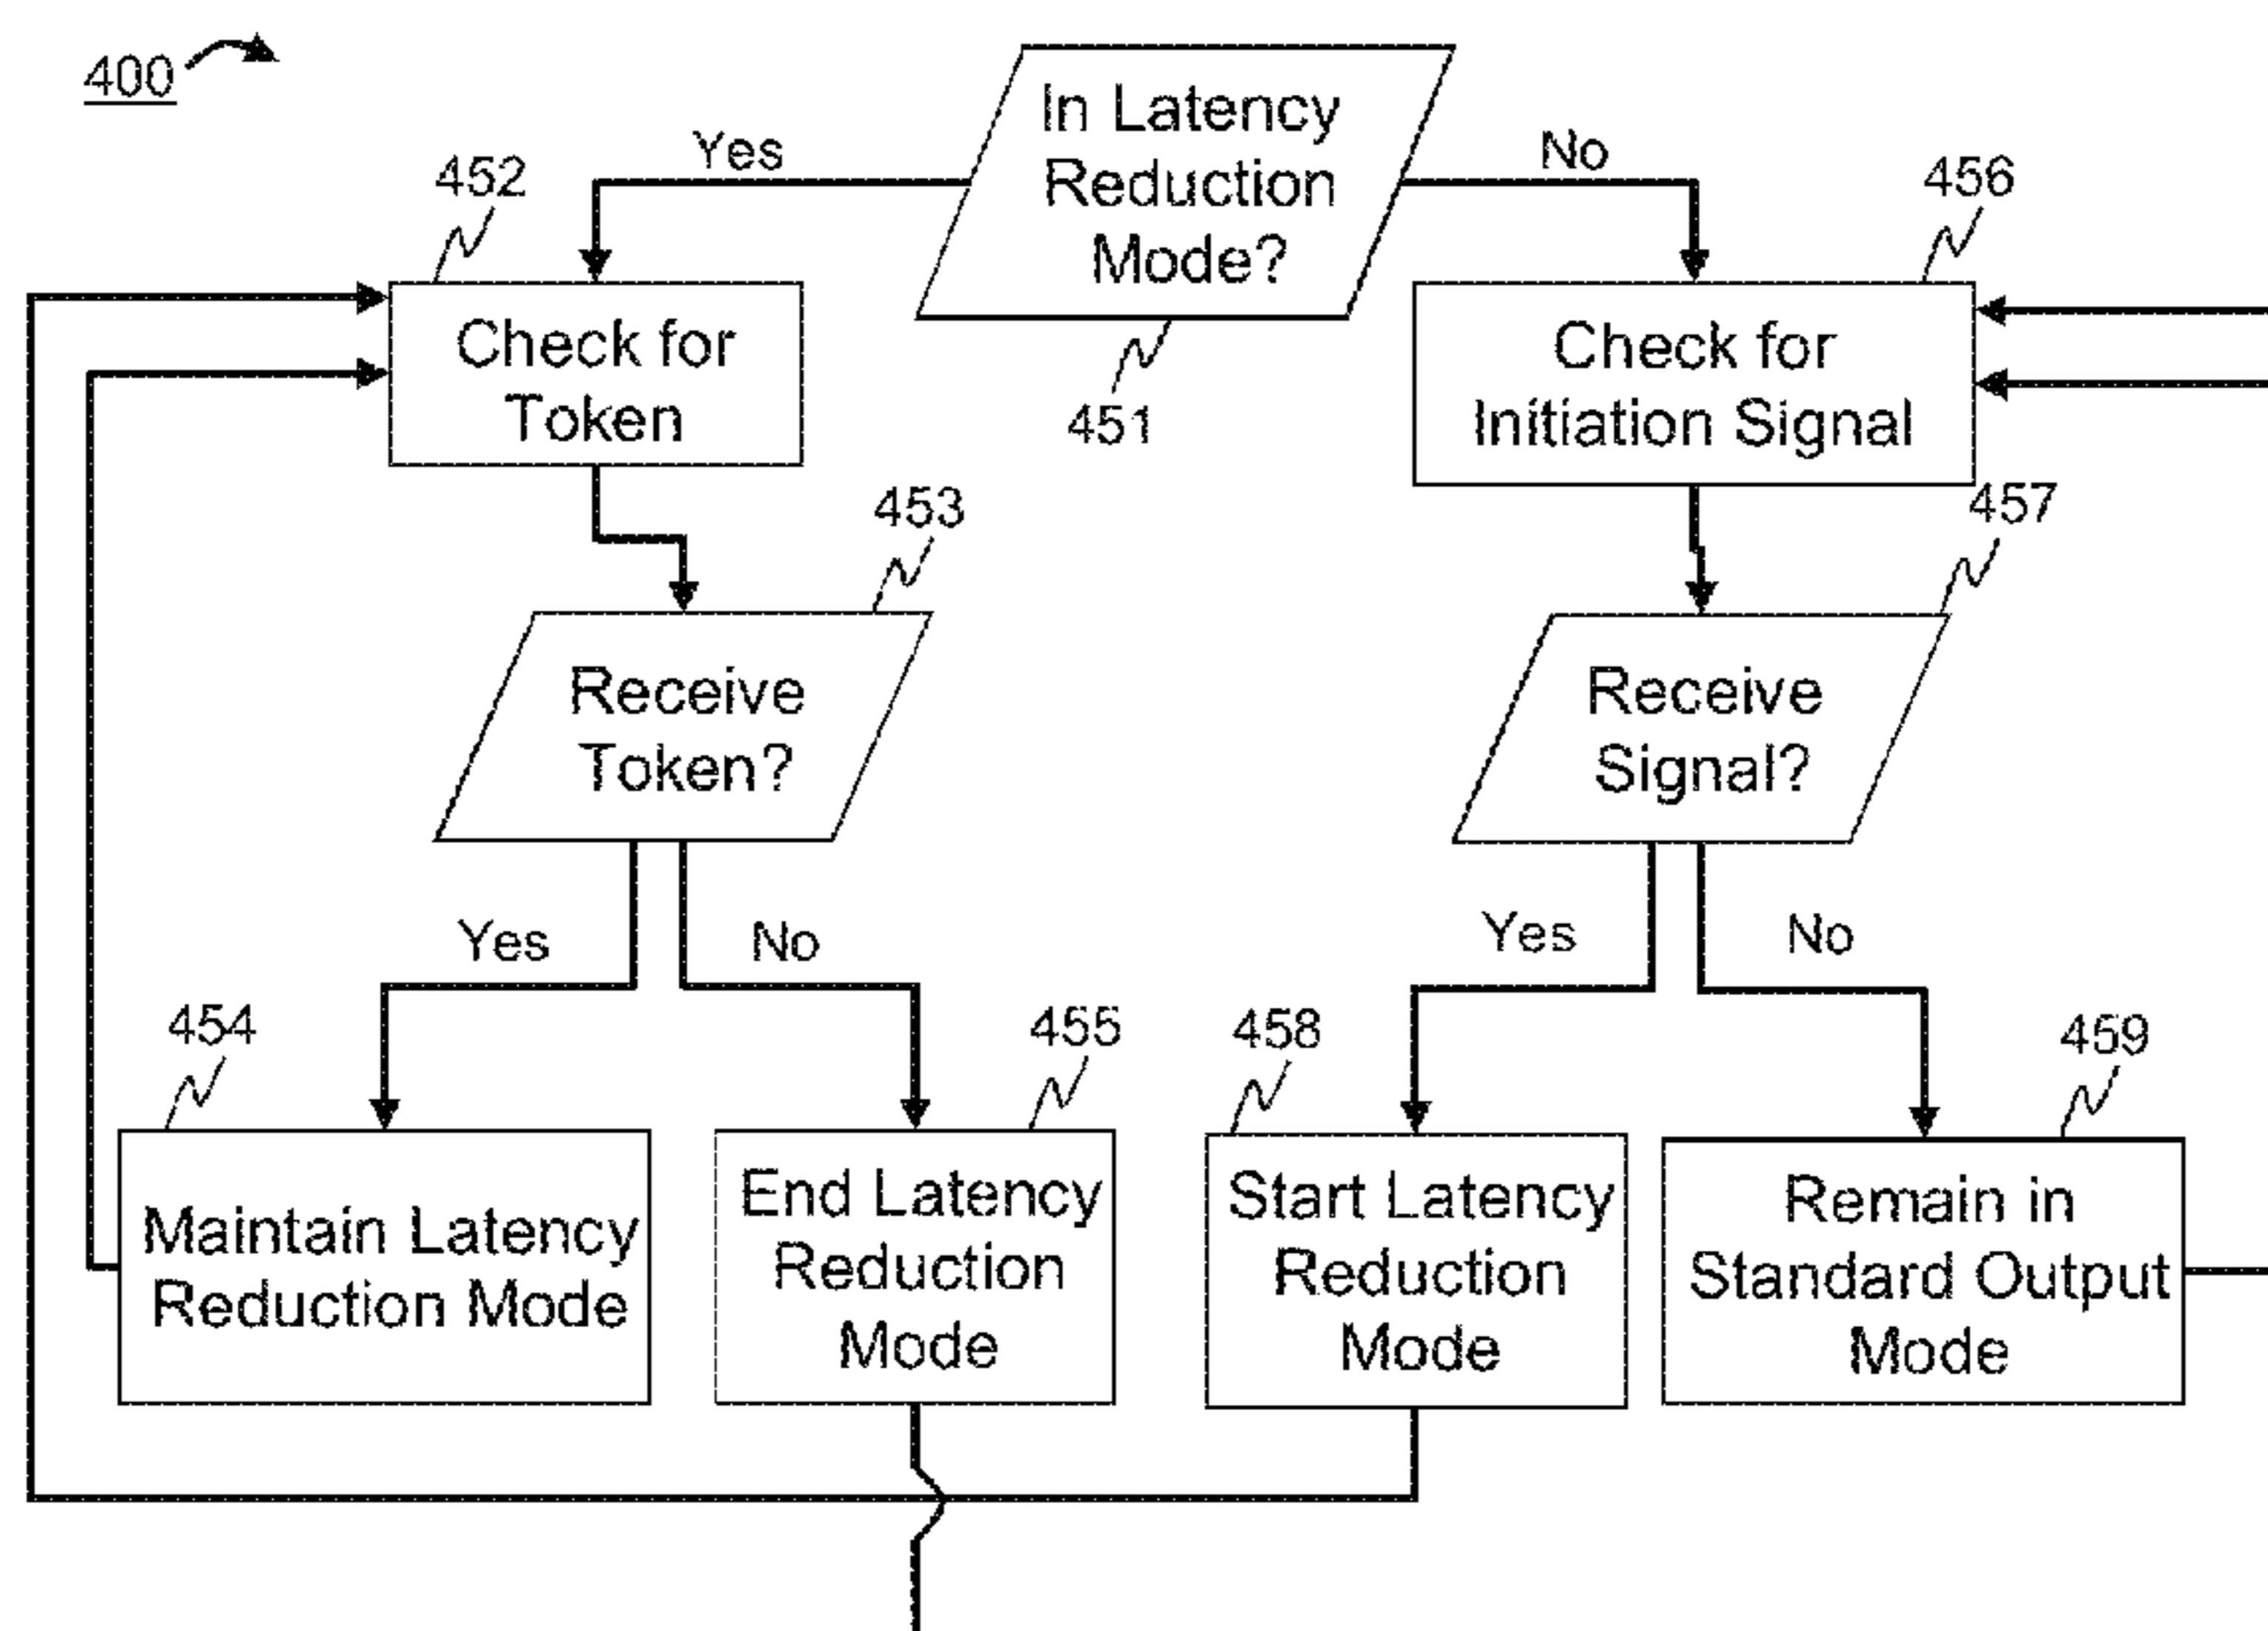 400
In Latency
Reduction
Mode?
451
Yes
No
452
Check for
Token
456
Check for
Initiation Signal
453
Receive
Token?
457
Receive
Signal?
Yes
No
Yes
No
454
Maintain Latency
Reduction Mode
455
End Latency
Reduction
Mode
458
Start Latency
Reduction
Mode
459
Remain in
Standard Output
Mode